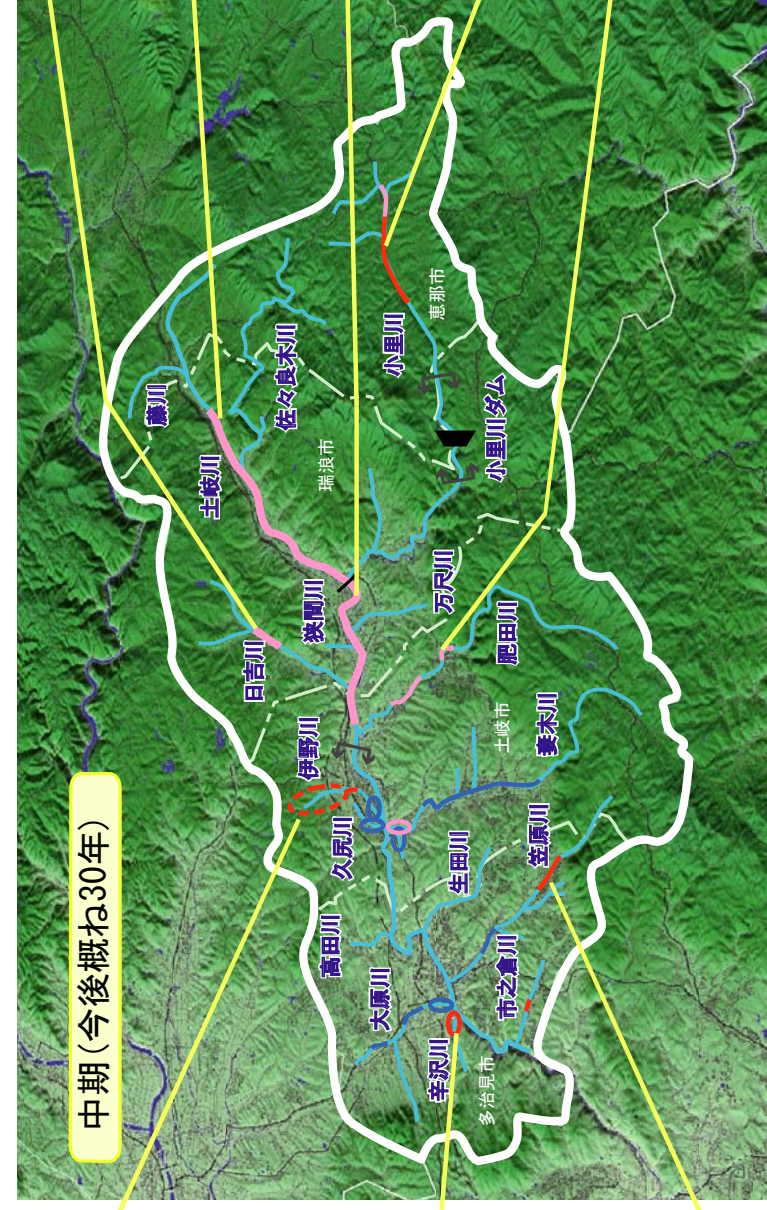 中期（今後概ね30年）
藤川
土岐川
佐々良木川
瑞浪市
小里川
恵那市
小里川ダム
日吉川
狭間川
万尺川
肥田川
伊野川
土岐市
妻木川
久尻川
生田川
笠原川
高田川
大原川
市之倉川
辛沢川
多治見市